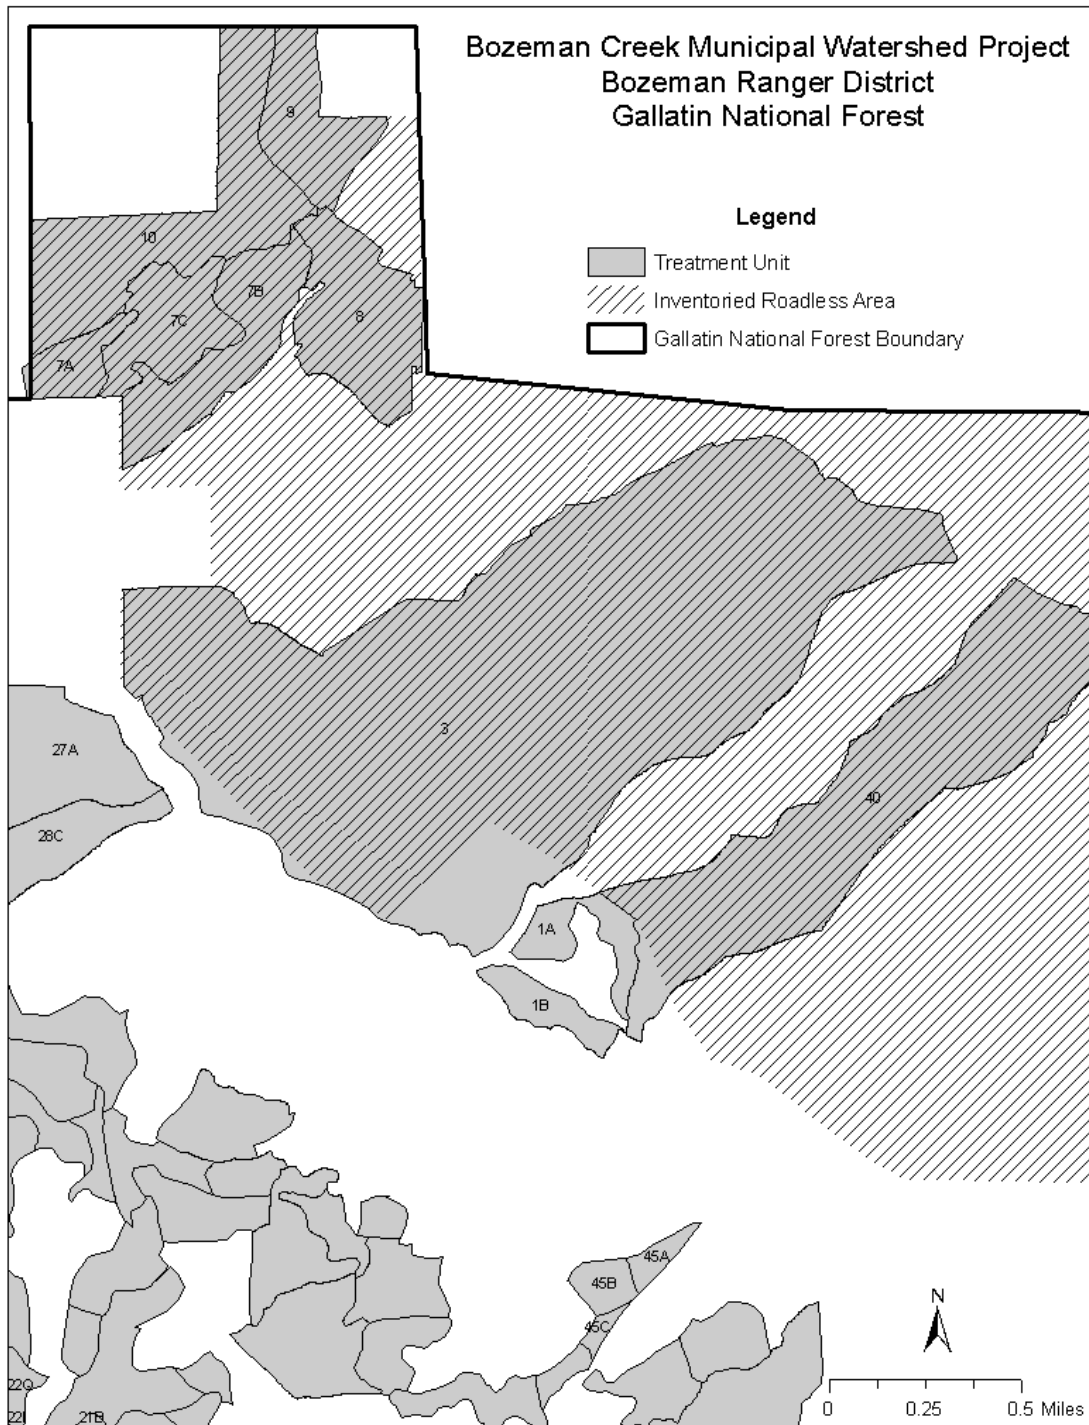 Bozeman Creek Municipal Watershed Project
Bozeman Ranger District
Gallatin National Forest
Legend
Treatment Unit
Inventoried Roadless Area
Gallatin National Forest Boundary
9
10
7B
7C
8
7A
3
27A
40
28C
1A
1B
45A
45B
45C
N
21B
0 0.25 0.5 Miles